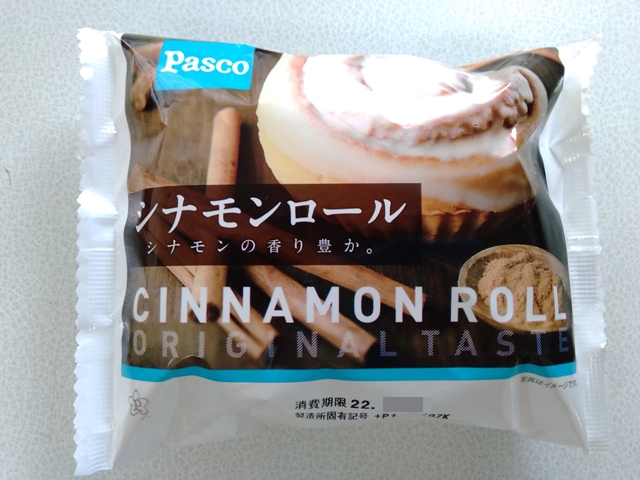 Pasco
シナモンロール
シナモンの香り豊か。
CINNAMON ROLL
ORIGINAL TASTE
写真はイメージです。
消費期限 22.
製造所固有記号 +P